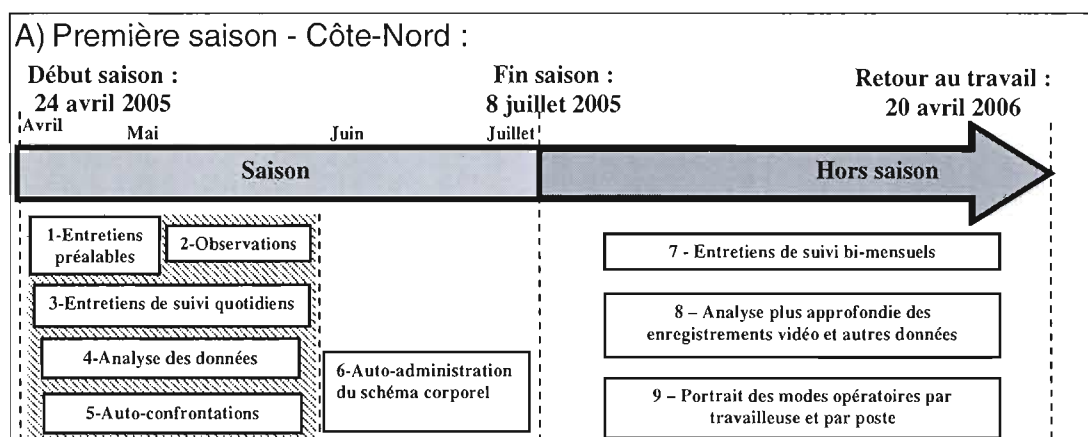 A) Première saison - Côte-Nord :
Début saison :
24 avril 2005
Fin saison :
8 juillet 2005
Retour au travail :
20 avril 2006
Avril
Mai
Juin
Juillet
Saison
Hors saison
1-Entretiens
préalables
2-Observations
3-Entretiens de suivi quotidiens
4-Analyse des données
5-Auto-confrontations
6-Auto-administration
du schéma corporel
7 - Entretiens de suivi bi-mensuels
8 – Analyse plus approfondie des
enregistrements vidéo et autres données
9 – Portrait des modes opératoires par
travailleuse et par poste